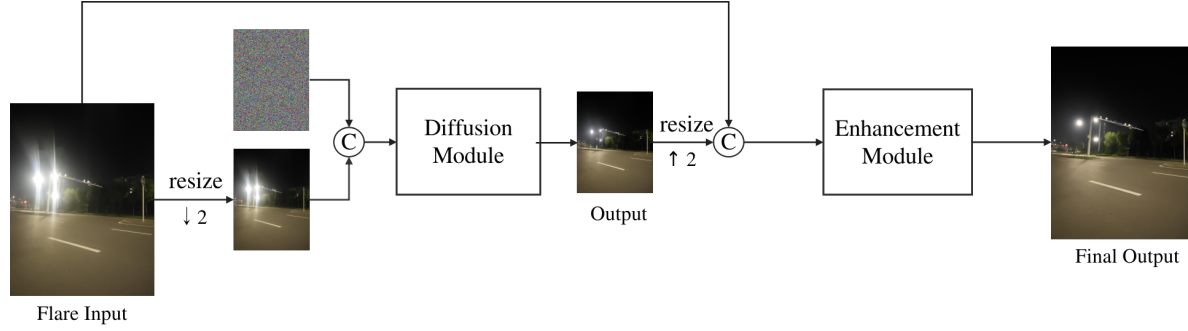 Flare Input
resize
↓ 2
C
Diffusion
Module
Output
resize
↑ 2
C
Enhancement
Module
Final Output